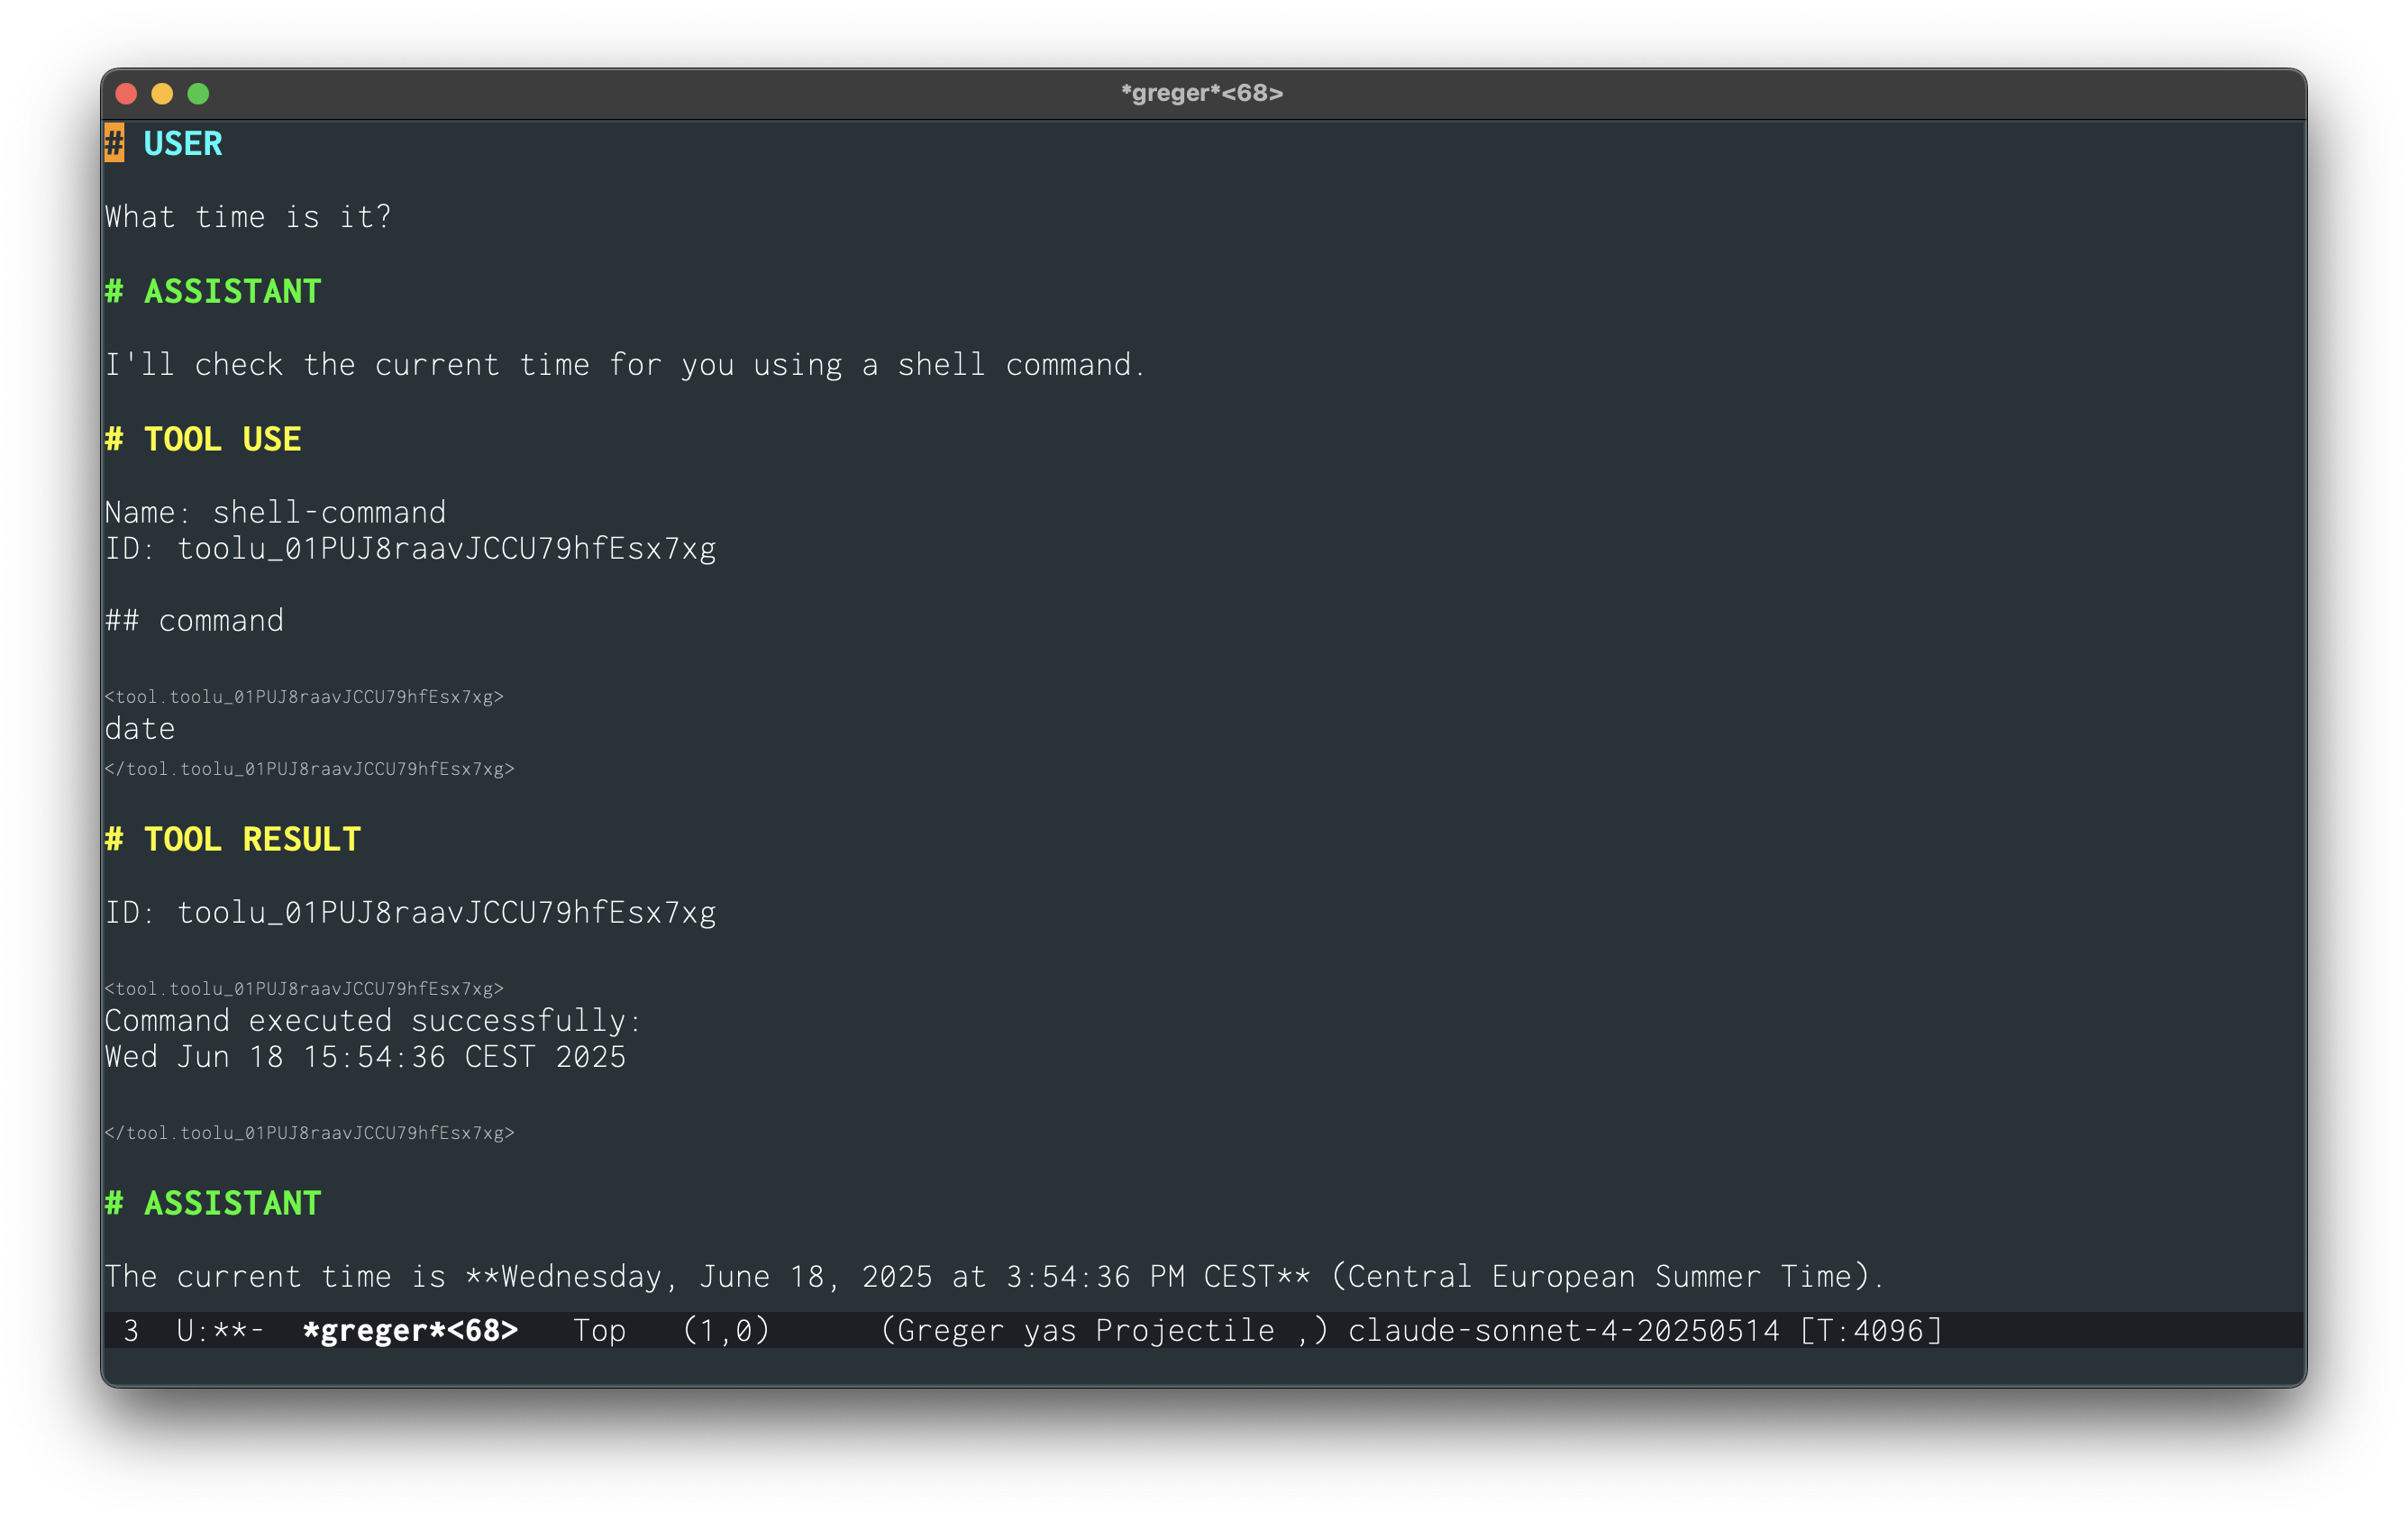 *greger*<68>
# USER
What time is it?
# ASSISTANT
I'll check the current time for you using a shell command.
# TOOL USE
Name: shell-command
ID: toolu_01PUJ8raavJCCU79hfEsx7xg
## command
<tool.toolu_01PUJ8raavJCCU79hfEsx7xg>
date
</tool.toolu_01PUJ8raavJCCU79hfEsx7xg>
# TOOL RESULT
ID: toolu_01PUJ8raavJCCU79hfEsx7xg
<tool.toolu_01PUJ8raavJCCU79hfEsx7xg>
Command executed successfully:
Wed Jun 18 15:54:36 CEST 2025
</tool.toolu_01PUJ8raavJCCU79hfEsx7xg>
# ASSISTANT
The current time is **Wednesday, June 18, 2025 at 3:54:36 PM CEST** (Central European Summer Time).
3 U:**- *greger*<68> Top (1,0) (Greger yas Projectile ,) claude-sonnet-4-20250514 [T:4096]